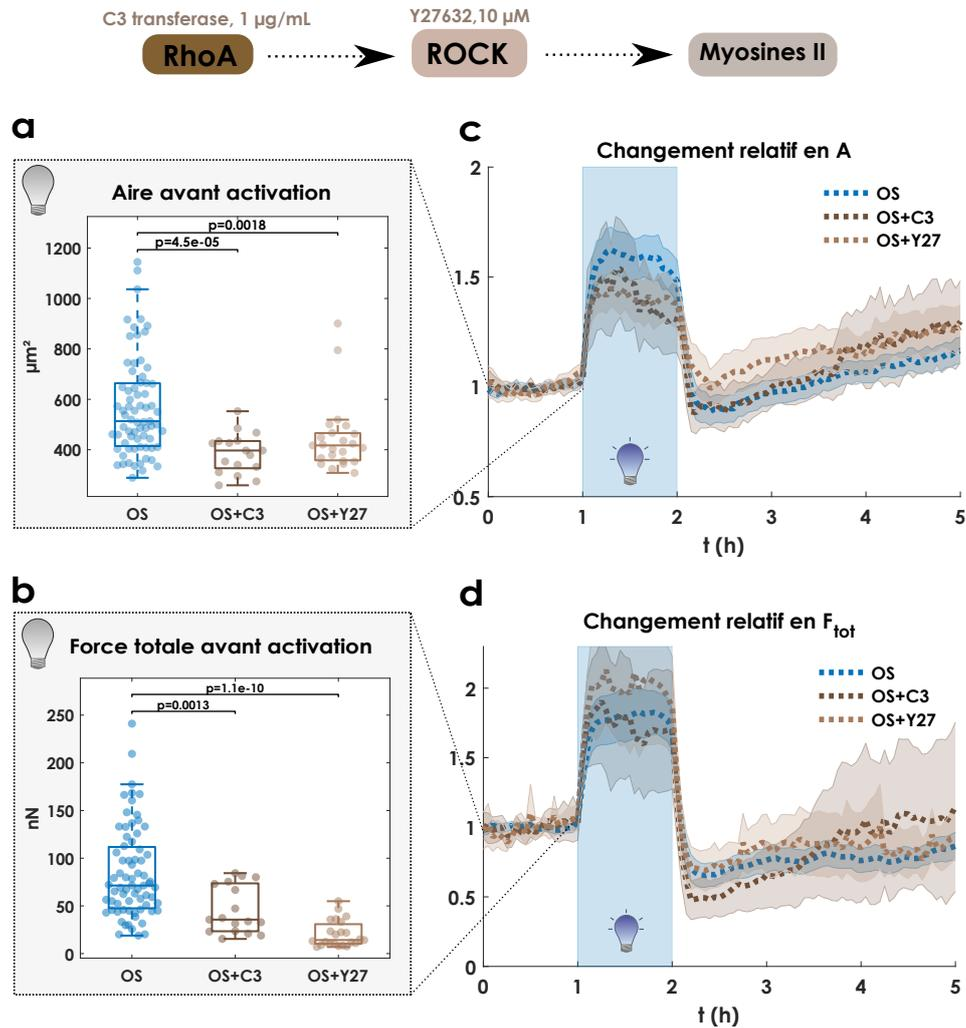 C3 transferase, 1 µg/mL
Y27632,10 µM
RhoA
ROCK
Myosines II
a
Aire avant activation
p=0.0018
p=4.5e-05
1200
1000
800
600
400
µm²
OS
OS+C3
OS+Y27
c
Changement relatif en A
2
1.5
1
0.5
OS
OS+C3
OS+Y27
0
1
2
3
4
5
t (h)
b
Force totale avant activation
p=1.1e-10
p=0.0013
250
200
150
100
50
0
nN
OS
OS+C3
OS+Y27
d
Changement relatif en Ftot
2
1.
1
0.5
0
OS
OS+C3
OS+Y27
0
1
2
3
4
5
t (h)